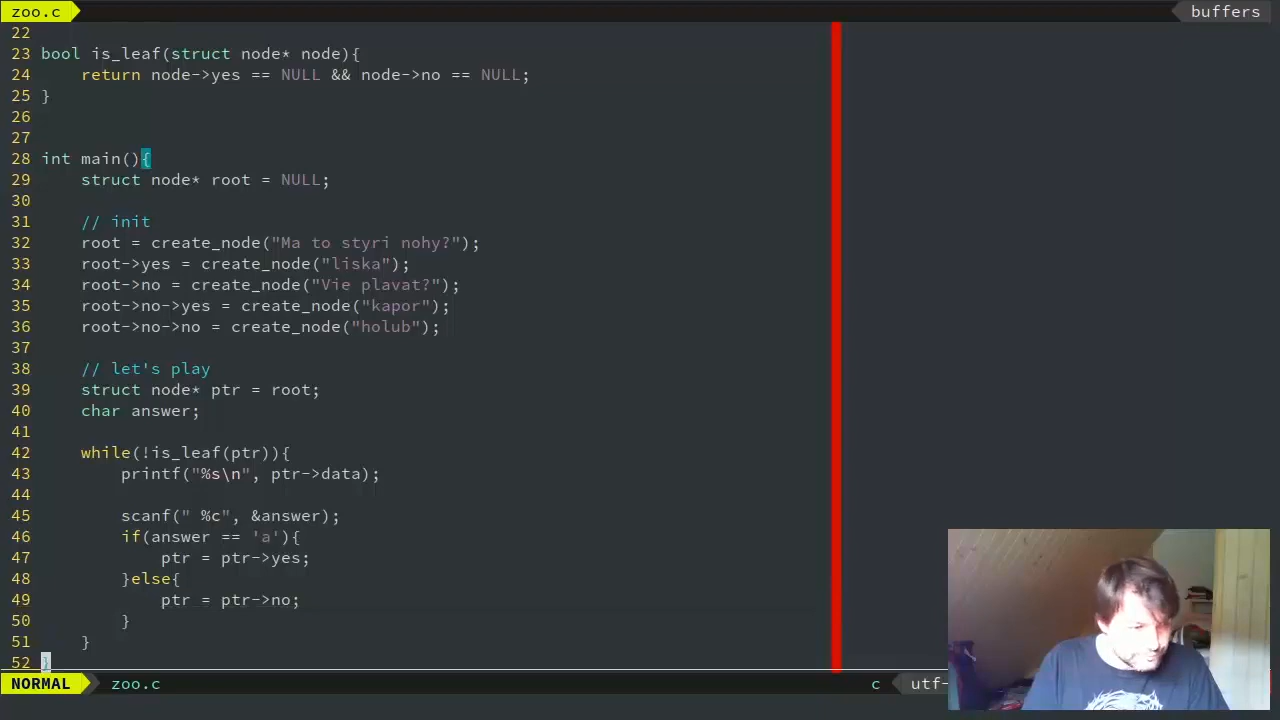 zoo.c
buffers
22
23 bool is_leaf(struct node* node){
24     return node->yes == NULL && node->no == NULL;
25 }
26
27
28 int main(){
29     struct node* root = NULL;
30
31     // init
32     root = create_node("Ma to styri nohy?");
33     root->yes = create_node("liska");
34     root->no = create_node("Vie plavat?");
35     root->no->yes = create_node("kapor");
36     root->no->no = create_node("holub");
37
38     // let's play
39     struct node* ptr = root;
40     char answer;
41
42     while(!is_leaf(ptr)){
43         printf("%s\n", ptr->data);
44
45         scanf(" %c", &answer);
46         if(answer == 'a'){
47             ptr = ptr->yes;
48         }else{
49             ptr = ptr->no;
50         }
51     }
52 }
NORMAL zoo.c c utf-